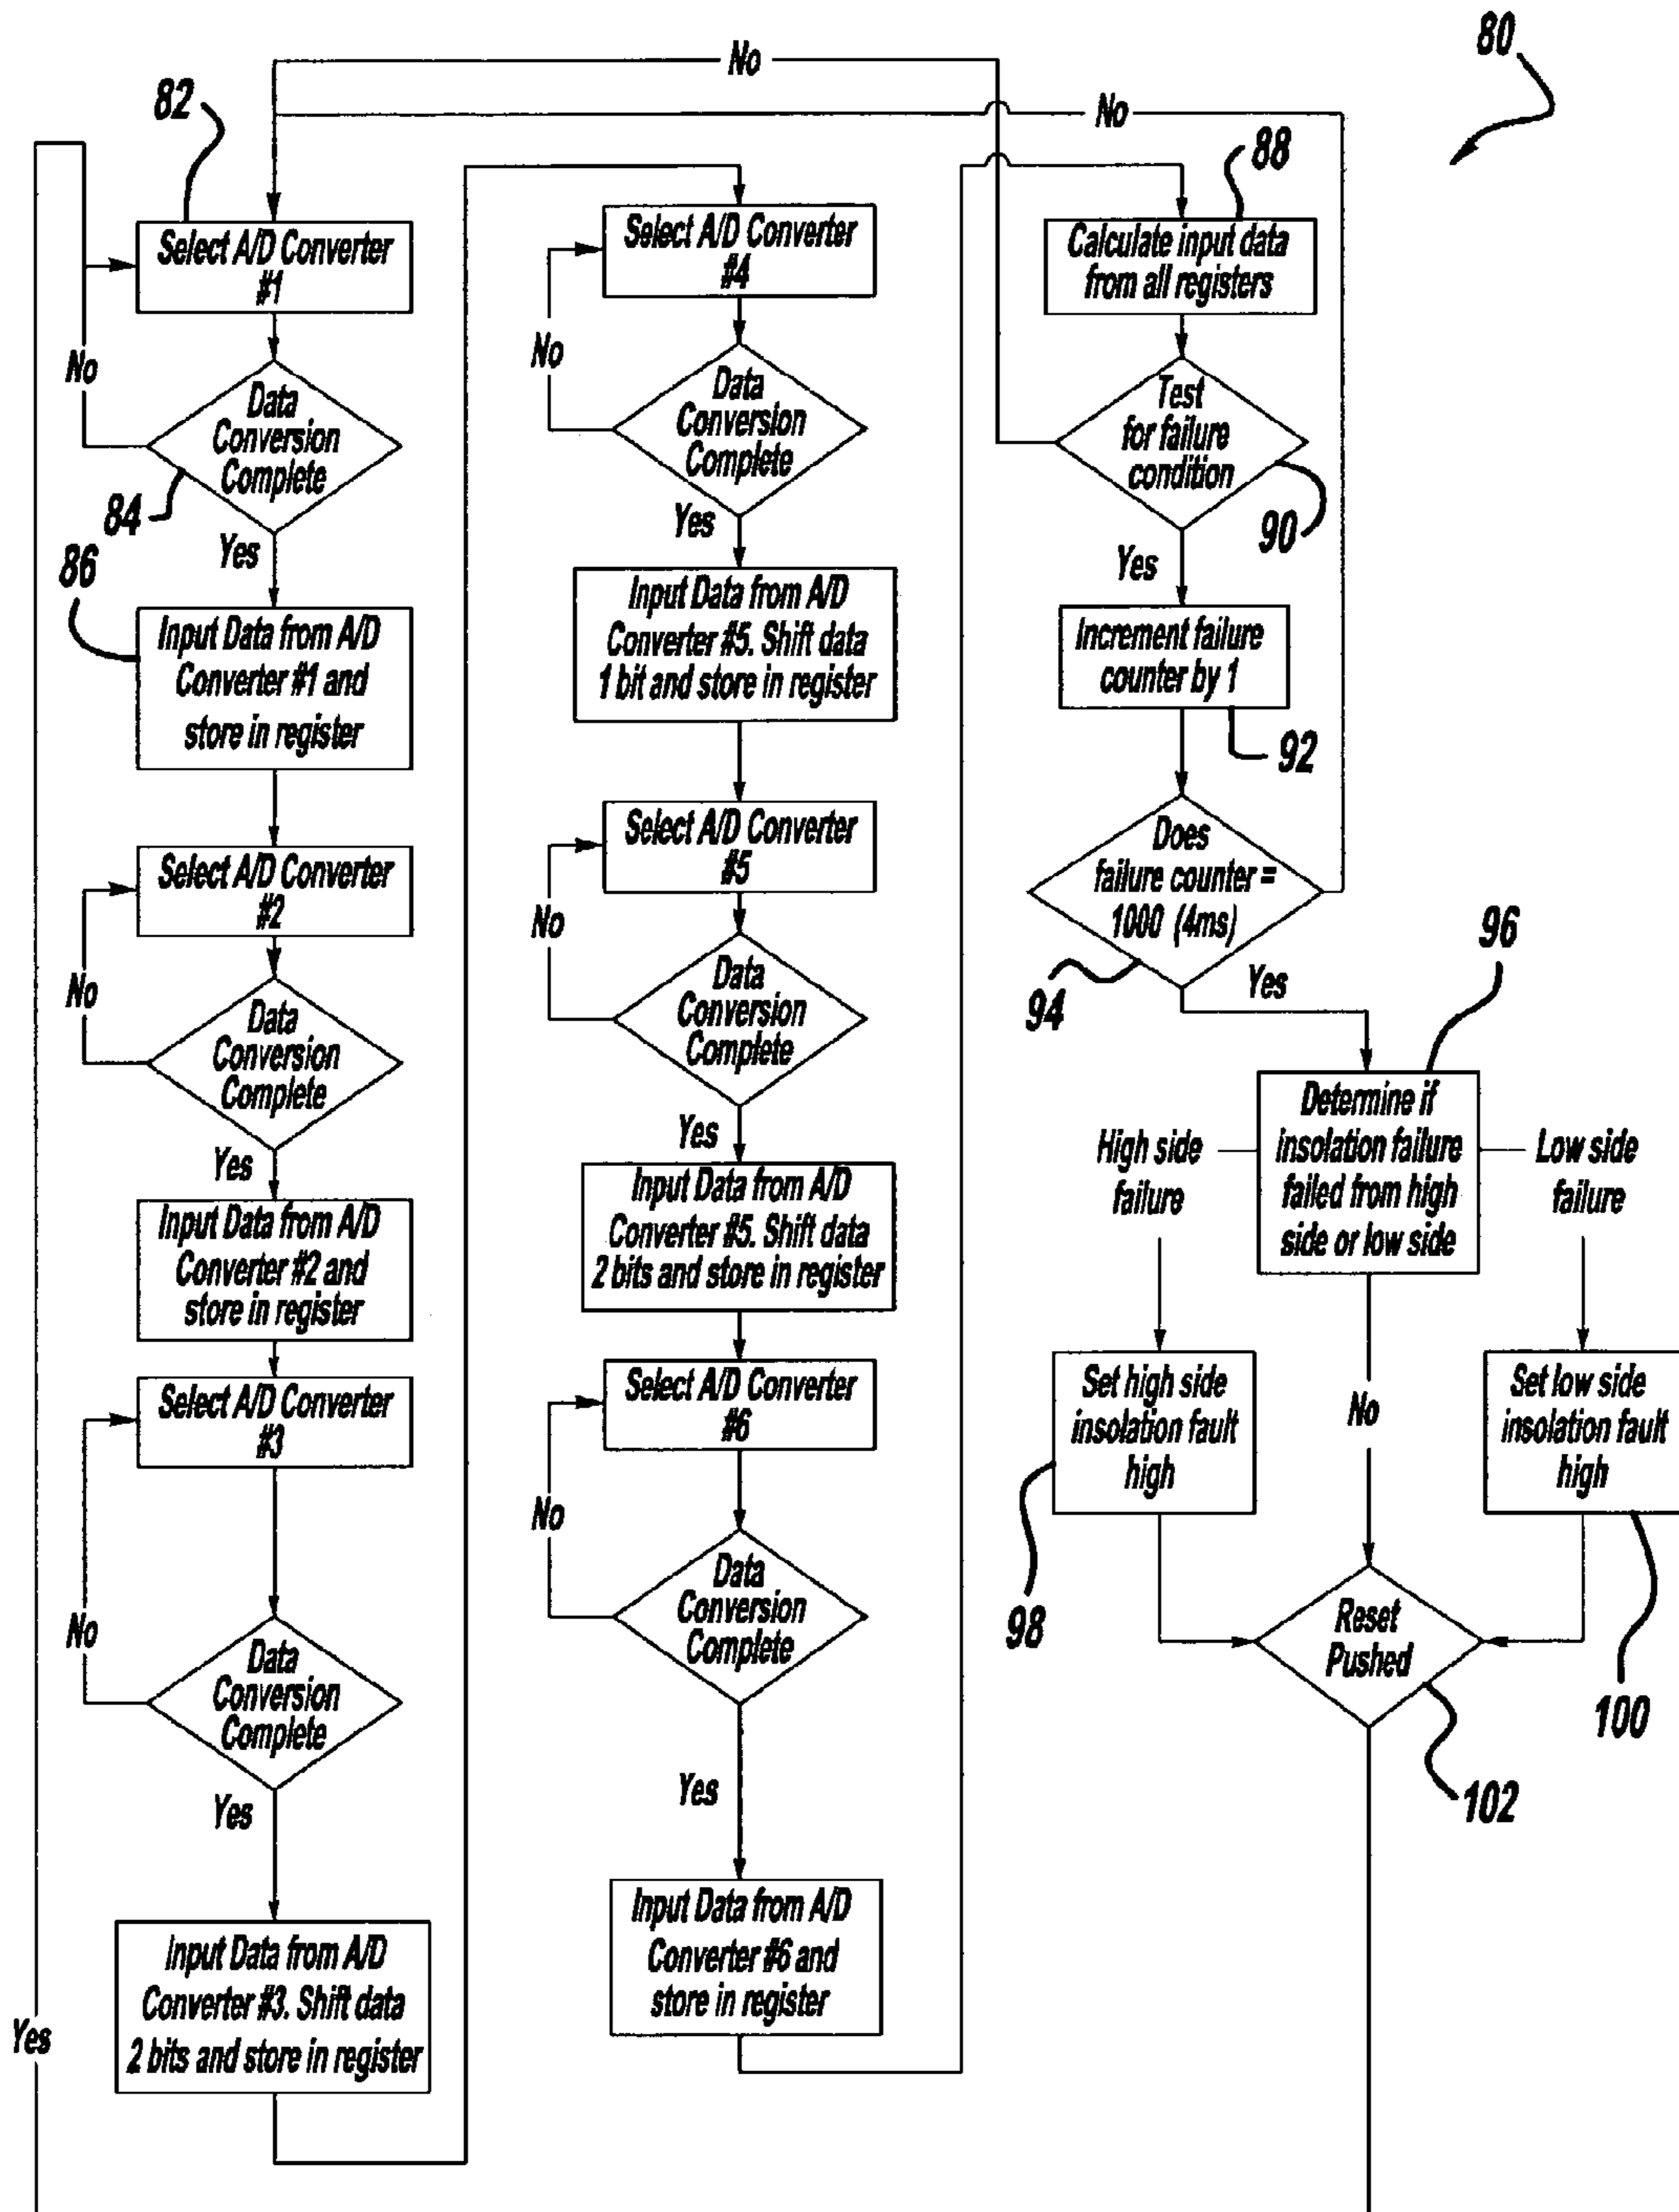 80
No
No
82
Select A/D Converter
#1
No
Data
Conversion
Complete
84
Yes
86
Input Data from A/D
Converter #1 and
store in register
Select A/D Converter
#2
No
Data
Conversion
Complete
Yes
Input Data from A/D
Converter #2 and
store in register
Select A/D Converter
#3
No
Data
Conversion
Complete
Yes
Input Data from A/D
Converter #3. Shift data
2 bits and store in register
Yes
Select A/D Converter
#4
No
Data
Conversion
Complete
Yes
Input Data from A/D
Converter #5. Shift data
1 bit and store in register
Select A/D Converter
#5
No
Data
Conversion
Complete
Yes
Input Data from A/D
Converter #5. Shift data
2 bits and store in register
Select A/D Converter
#6
No
Data
Conversion
Complete
Yes
Input Data from A/D
Converter #6 and
store in register
88
Calculate input data
from all registers
Test
for failure
condition
90
Yes
Increment failure
counter by 1
92
Does
failure counter =
1000 (4ms)
94
Yes
96
Determine if
insolation failure
failed from high
side or low side
High side
failure
Low side
failure
Set high side
insolation fault
high
98
No
Set low side
insolation fault
high
100
Reset
Pushed
102